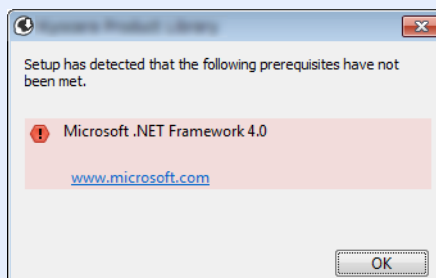 Setup has detected that the following prerequisites have not
been met.
Microsoft .NET Framework 4.0
www.microsoft.com
OK